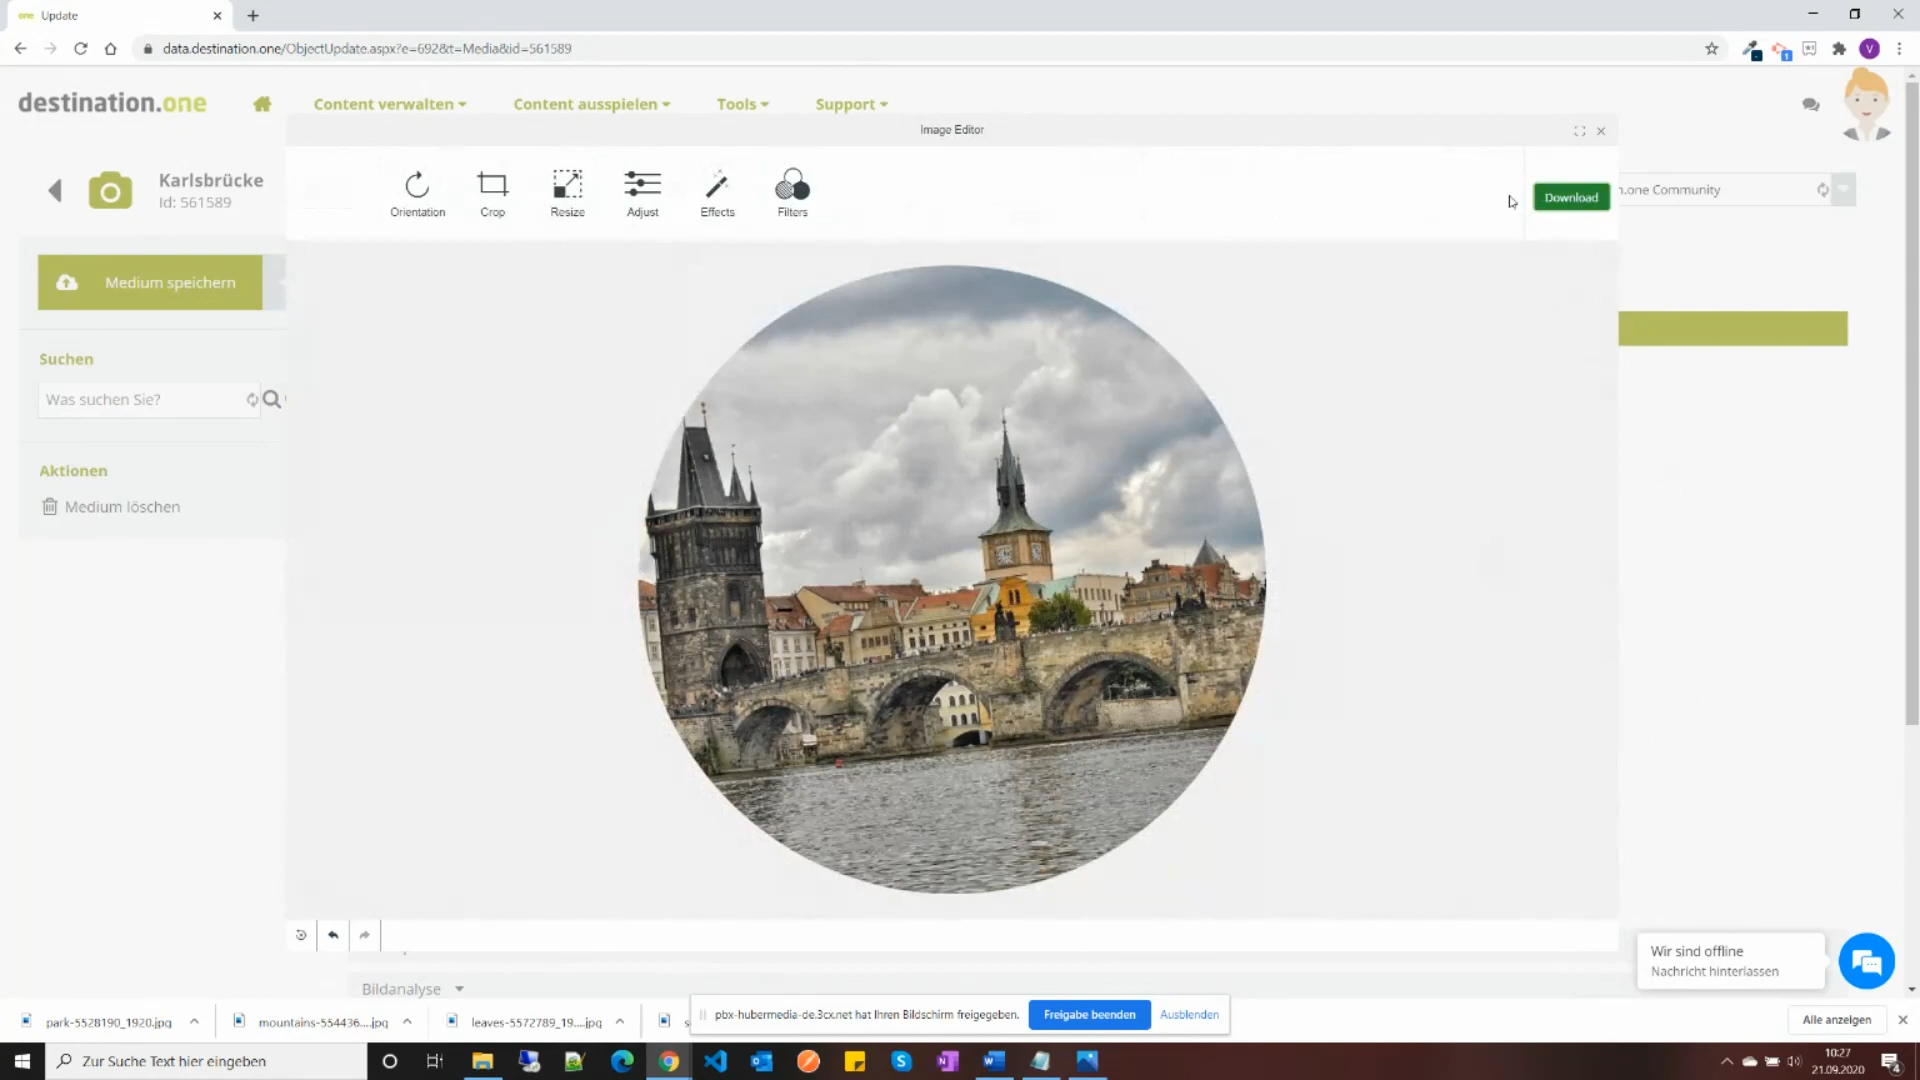 one Update
data.destination.one/ObjectUpdate.aspx?e=692&t=Media&id=561589
V
1
destination.one
Content verwalten
Content ausspielen
Tools
Support
Image Editor
Karlsbrücke
Id: 561589
Orientation
Crop
Resize
Adjust
Effects
Filters
Download
n.one Community
Medium speichern
Suchen
Was suchen Sie?
Aktionen
Medium löschen
Wir sind offline
Nachricht hinterlassen
Bildanalyse
park-5528190_1920.jpg
mountains-554436....jpg
leaves-5572789_19....jpg
pbx-hubermedia-de.3cx.net hat Ihren Bildschirm freigegeben.
Freigabe beenden
Ausblenden
Alle anzeigen
Zur Suche Text hier eingeben
10:27
21.09.2020
4